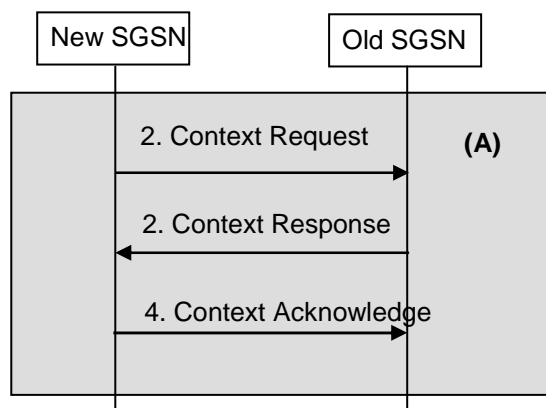 New SGSN
Old SGSN
2. Context Request
(A)
2. Context Response
4. Context Acknowledge